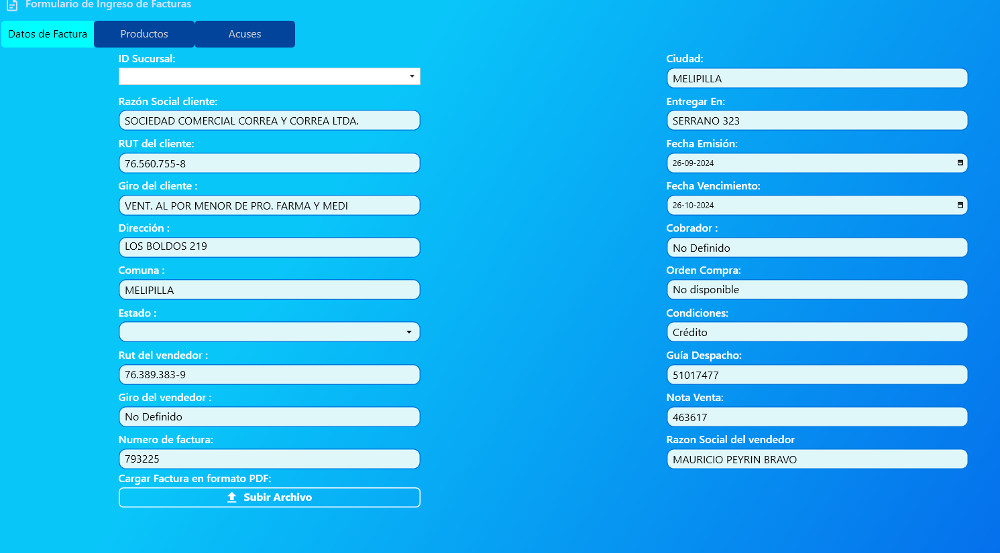 Formulario de Ingreso de Facturas
Datos de Factura
Productos
Acuses
ID Sucursal:
Razón Social cliente:
SOCIEDAD COMERCIAL CORREA Y CORREA LTDA.
RUT del cliente:
76.560.755-8
Giro del cliente :
VENT. AL POR MENOR DE PRO. FARMA Y MEDI
Dirección :
LOS BOLDOS 219
Comuna :
MELIPILLA
Estado :
Rut del vendedor :
76.389.383-9
Giro del vendedor :
No Definido
Numero de factura:
793225
Cargar Factura en formato PDF:
Subir Archivo
Ciudad:
MELIPILLA
Entregar En:
SERRANO 323
Fecha Emisión:
26-09-2024
Fecha Vencimiento:
26-10-2024
Cobrador :
No Definido
Orden Compra:
No disponible
Condiciones:
Crédito
Guía Despacho:
51017477
Nota Venta:
463617
Razon Social del vendedor
MAURICIO PEYRIN BRAVO